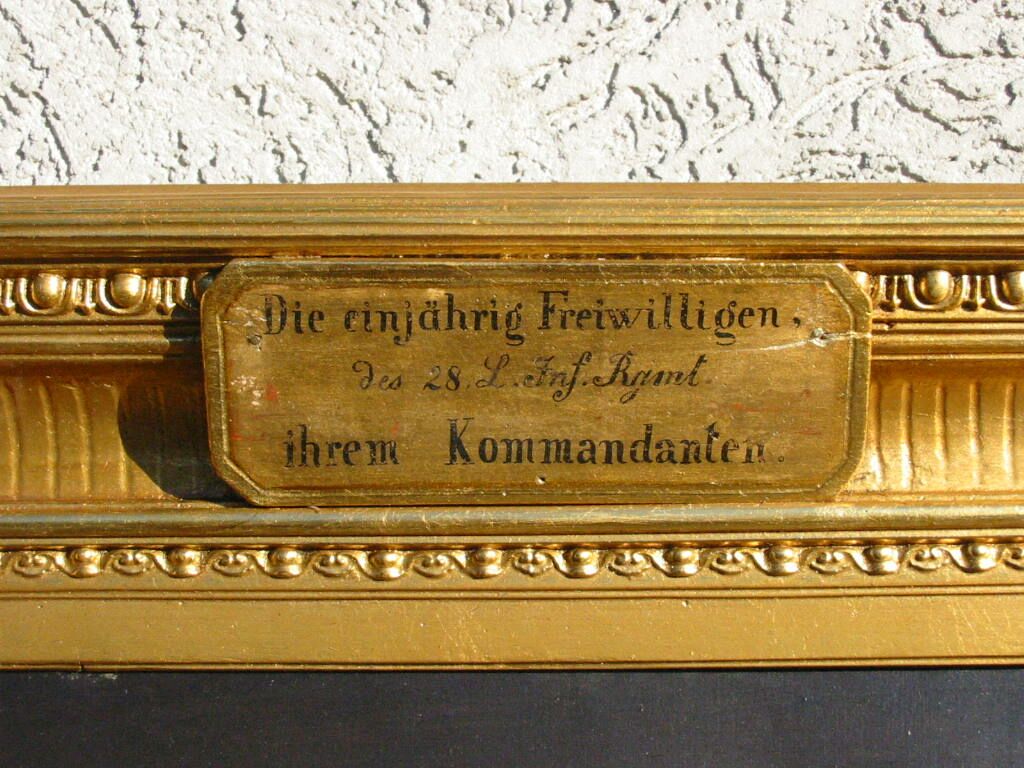 Die einjährig Freiwilligen,
des 28. L. Inf. Rgmt.
ihrem Kommandanten.